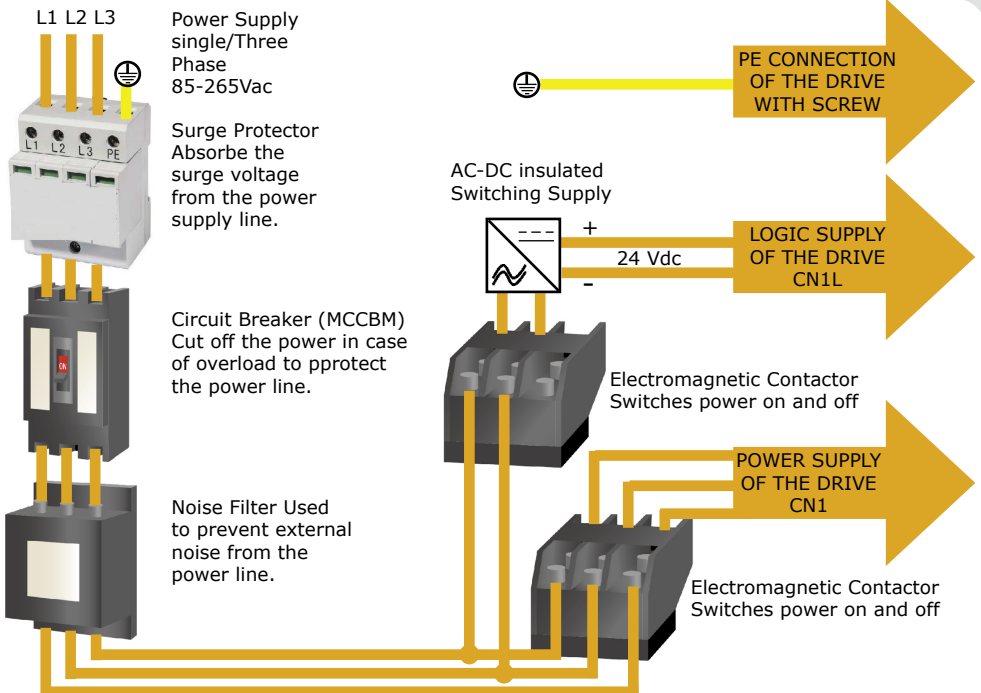 L1 L2 L3
Power Supply
single/Three
Phase
85-265Vac
L1 L2 L3 PE
Surge Protector
Absorbe the
surge voltage
from the power
supply line.
ON
Circuit Breaker (MCCBM)
Cut off the power in case
of overload to pprotect
the power line.
Noise Filter Used
to prevent external
noise from the
power line.
PE CONNECTION
OF THE DRIVE
WITH SCREW
AC-DC insulated
Switching Supply
+
24 Vdc
-
LOGIC SUPPLY
OF THE DRIVE
CN1L
Electromagnetic Contactor
Switches power on and off
POWER SUPPLY
OF THE DRIVE
CN1
Electromagnetic Contactor
Switches power on and off